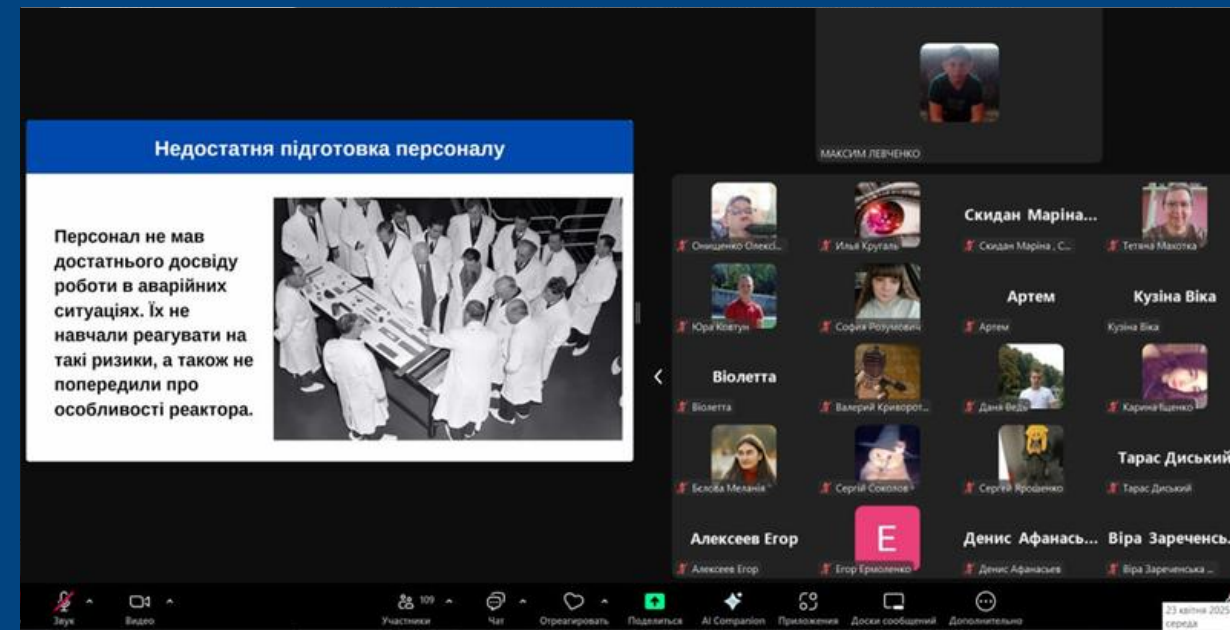 МАКСИМ ЛЕВЧЕНКО
Недостатня підготовка персоналу
Персонал не мав
достатнього досвіду
роботи в аварійних
ситуаціях. Їх не
навчали реагувати на
такі ризики, а також не
попередили про
особливості реактора.
Онищенко Олексі...
Илья Кругаль
Скидан Маріна...
Скидан Маріна , С...
Тетяна Махотка
Юра Ковтун
София Розумович
Артем
Артем
Кузіна Віка
Кузіна Віка
Віолетта
Віолетта
Валерий Криворот...
Даня Ведь
Карина Іщенко
Бєлова Меланія
Сергій Соколов
Сергей Ярошенко
Тарас Диський
Тарас Диський
Алексеев Егор
Алексеев Егор
E
Егор Ермоленко
Денис Афанась...
Денис Афанасьев
Віра Зареченсь...
Віра Зареченська ...
Звук
Видео
109
Участники
Чат
Отреагировать
Поделиться
AI Companion
Приложения
Доски сообщений
Дополнительно
23 квітня 2025
середа